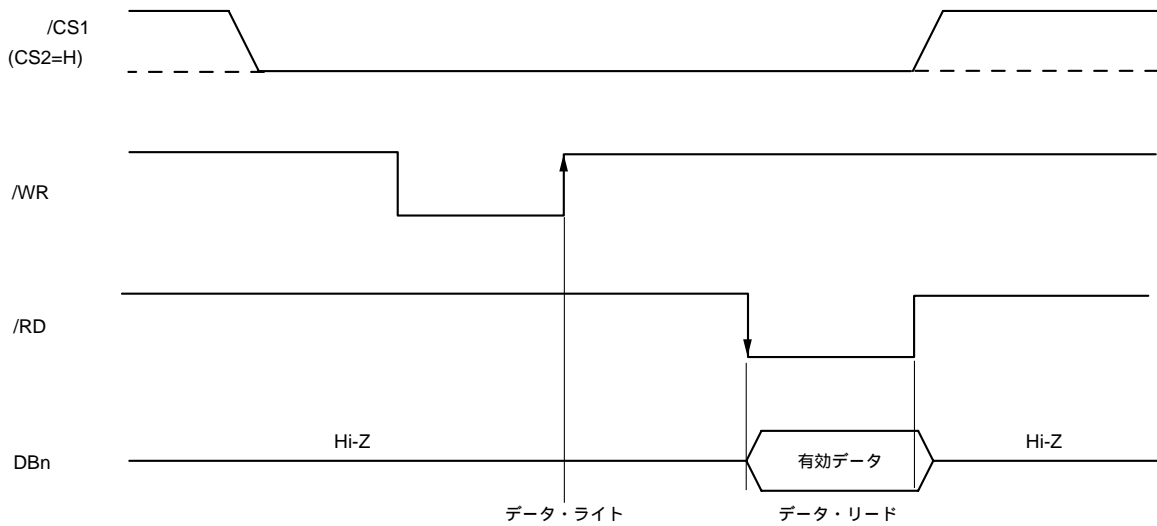 /CS1
(CS2=H)
/WR
/RD
DBn
Hi-Z
有効データ
Hi-Z
データ・ライト
データ・リード